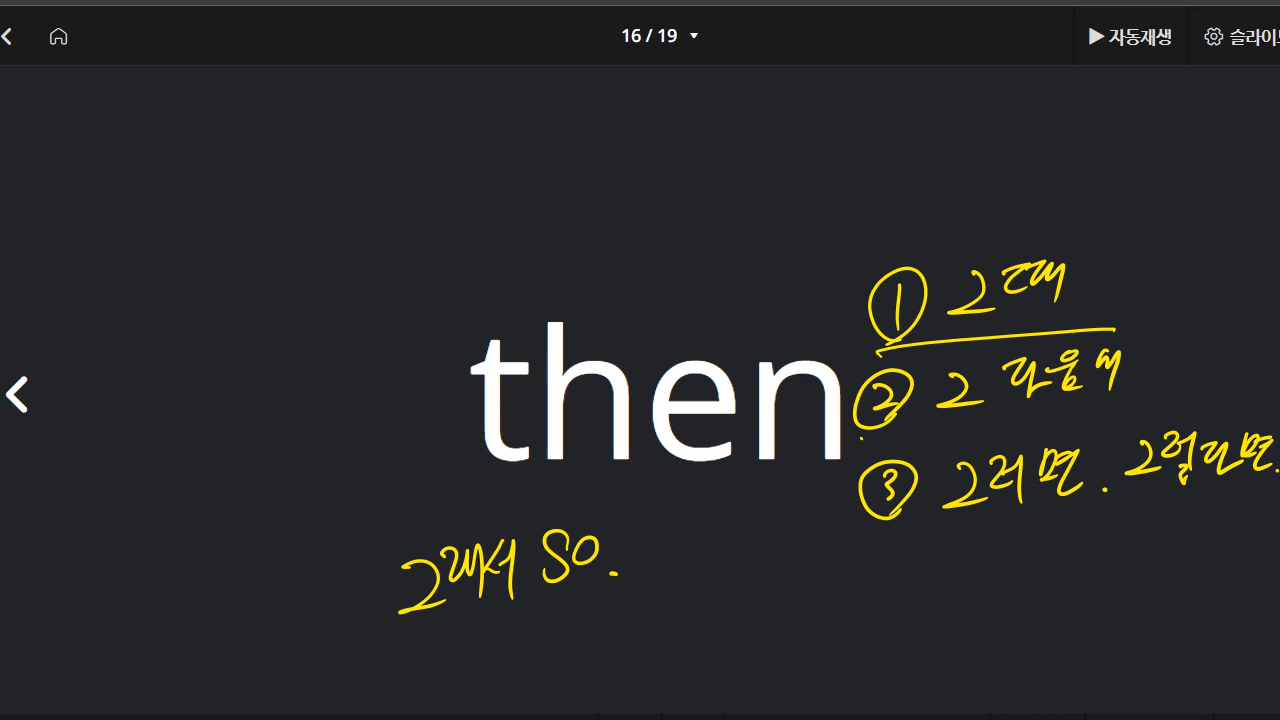 16 / 19
자동재생
슬라이드
then
① 그때
② 그 다음에
③ 그러면. 그렇다면.
그래서 so.